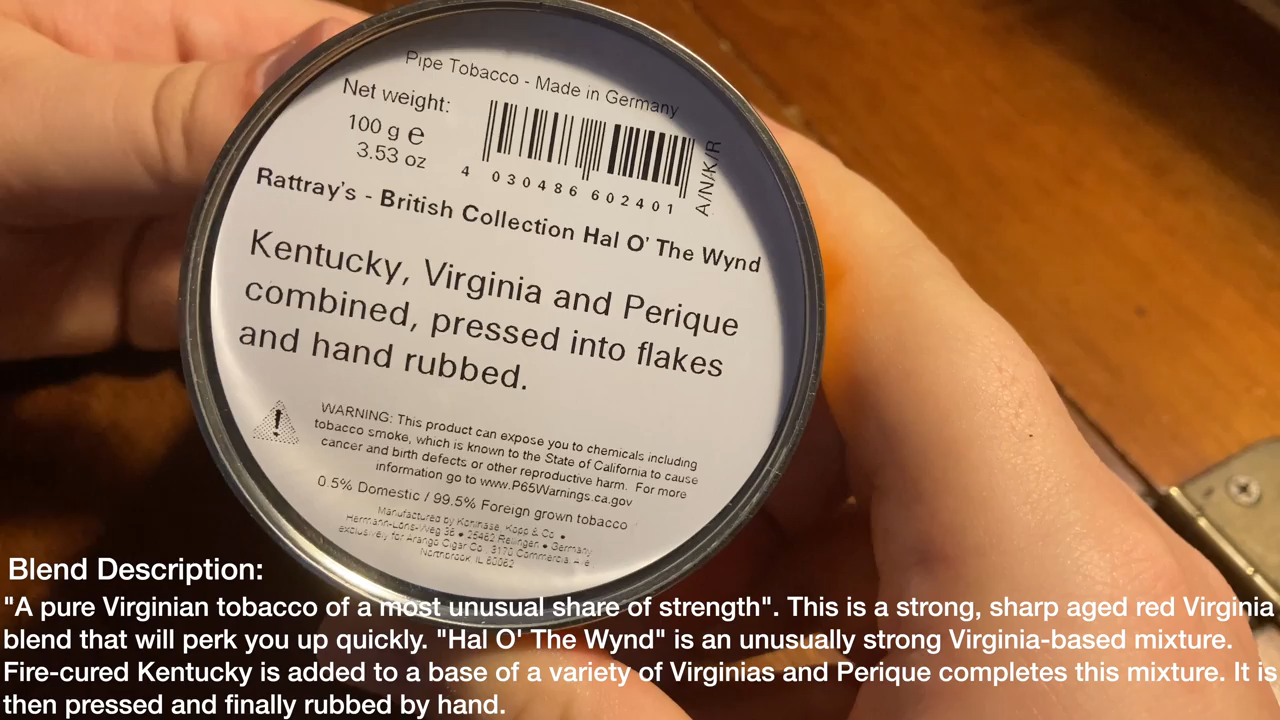 Pipe Tobacco - Made in Germany
Net weight:
100 g e
3.53 oz
4 030486 602401
A/N/K/R
Rattray's - British Collection Hal O' The Wynd
Kentucky, Virginia and Perique
combined, pressed into flakes
and hand rubbed.
WARNING: This product can expose you to chemicals including
tobacco smoke, which is known to the State of California to cause
cancer and birth defects or other reproductive harm. For more
information go to www.P65Warnings.ca.gov
0.5% Domestic / 99.5% Foreign grown tobacco
Manufactured by Kohlhase, Kopp & Co. •
Hermann-Löns-Weg 36 • 25462 Rellingen • Germany
exclusively for Arango Cigar Co., 3170 Commercial Ave
Northbrook, IL 60062
Blend Description:
"A pure Virginian tobacco of a most unusual share of strength". This is a strong, sharp aged red Virginia
blend that will perk you up quickly. "Hal O' The Wynd" is an unusually strong Virginia-based mixture.
Fire-cured Kentucky is added to a base of a variety of Virginias and Perique completes this mixture. It is
then pressed and finally rubbed by hand.